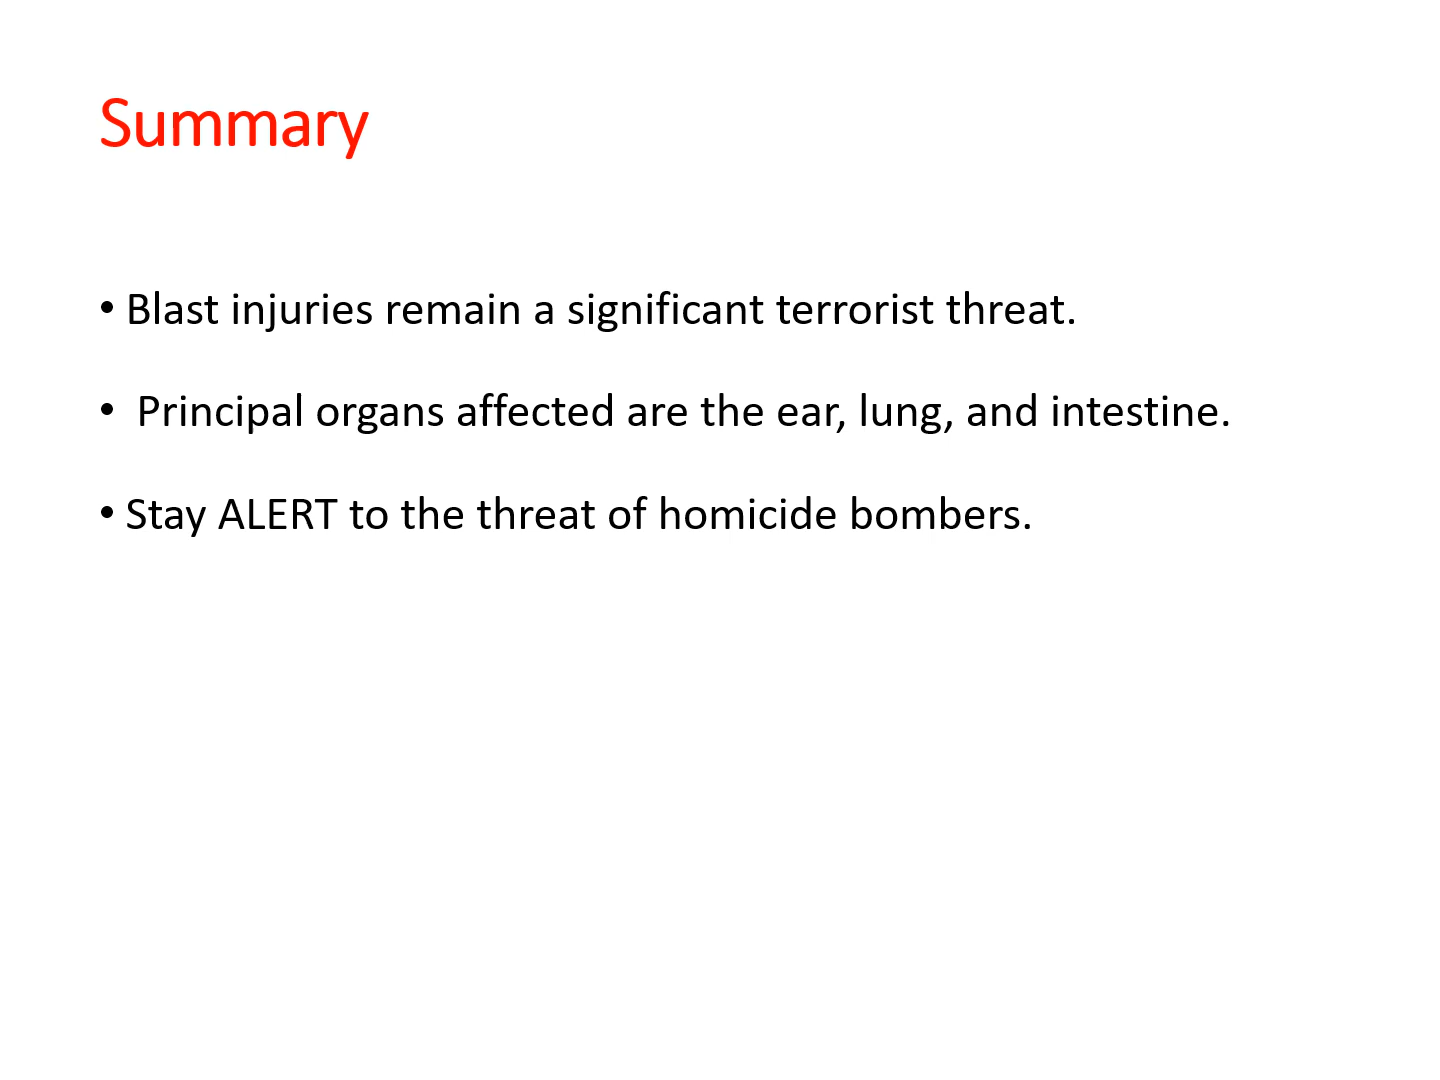 Summary
• Blast injuries remain a significant terrorist threat.
• Principal organs affected are the ear, lung, and intestine.
• Stay ALERT to the threat of homicide bombers.